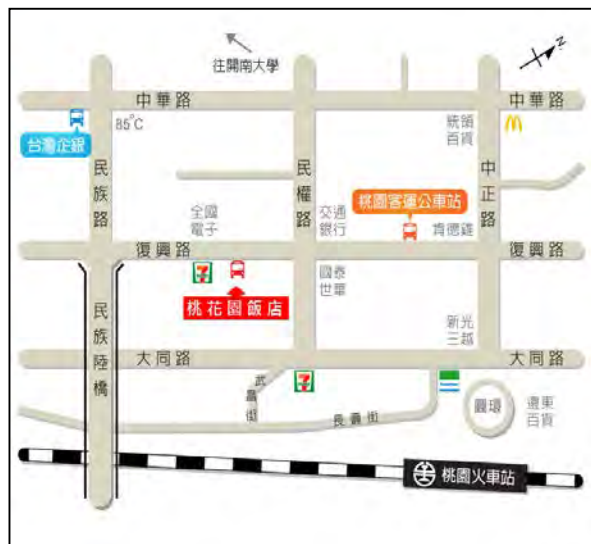 往開南大學
N
中華路
中華路
台灣企銀
85°C
統領
百貨
民族路
民權路
中正路
全國
電子
交通
銀行
桃園客運公車站
肯德雞
復興路
復興路
7
桃花園飯店
國泰
世華
民族陸橋
新光
三越
大同路
大同路
武昌街
7
長壽街
圓環
遠東
百貨
桃園火車站